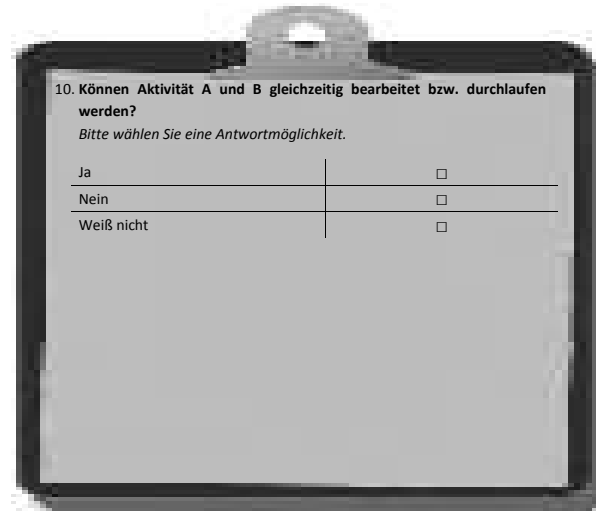 10. Können Aktivität A und B gleichzeitig bearbeitet bzw. durchlaufen
werden?
Bitte wählen Sie eine Antwortmöglichkeit.
Ja ☐
Nein ☐
Weiß nicht ☐